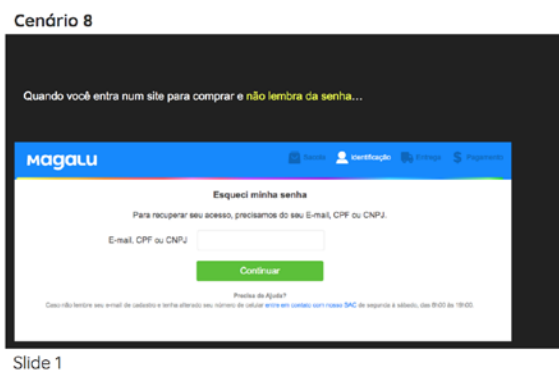 Cenário 8
Quando você entra num site para comprar e não lembra da senha...
Magalu
Sacola Identificação Entrega Pagamento
Esqueci minha senha
Para recuperar seu acesso, precisamos do seu E-mail, CPF ou CNPJ.
E-mail, CPF ou CNPJ
Continuar
Precisa de Ajuda?
Caso não lembre seu e-mail de cadastro e tenha alterado seu número de celular entre em contato com nosso SAC de segunda à sábado, das 8h00 às 18h00.
Slide 1